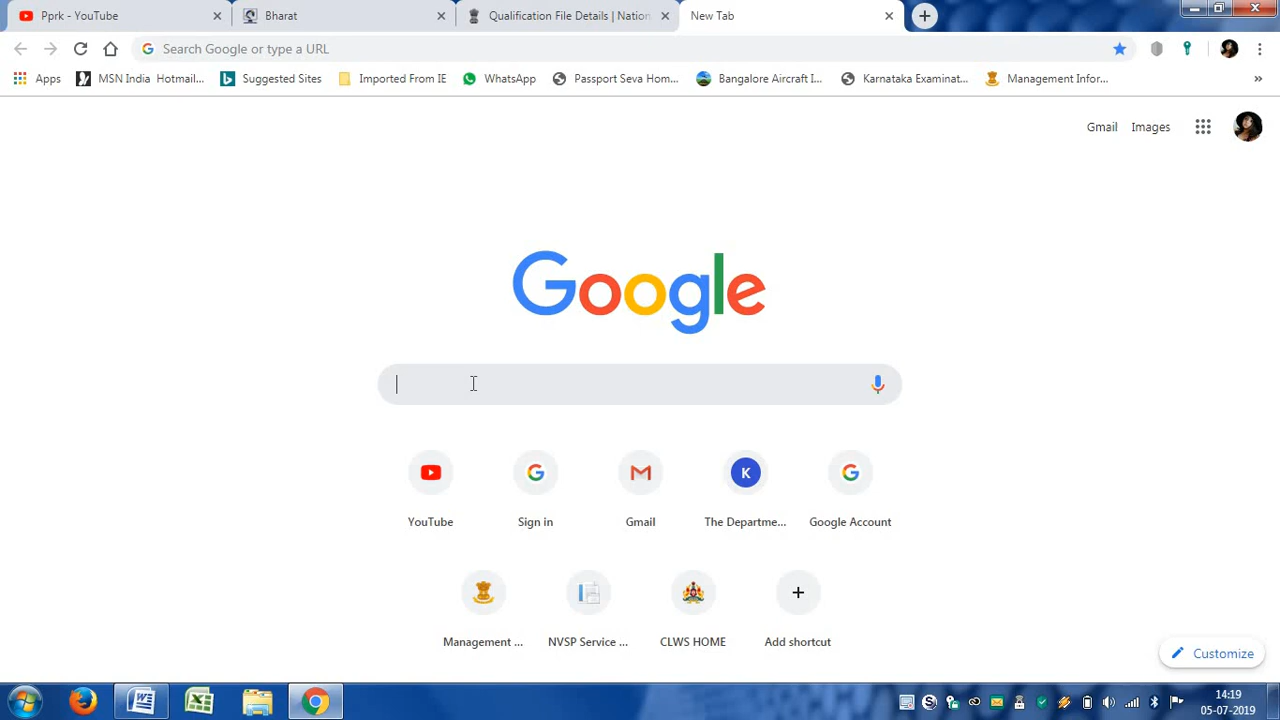 Pprk - YouTube
Bharat
Qualification File Details | Nation
New Tab
Search Google or type a URL
Apps
MSN India Hotmail...
Suggested Sites
Imported From IE
WhatsApp
Passport Seva Hom...
Bangalore Aircraft I...
Karnataka Examinat...
Management Infor...
»
Gmail
Images
Google
K
YouTube
Sign in
Gmail
The Departme...
Google Account
Management ...
NVSP Service ...
CLWS HOME
Add shortcut
Customize
14:19
05-07-2019